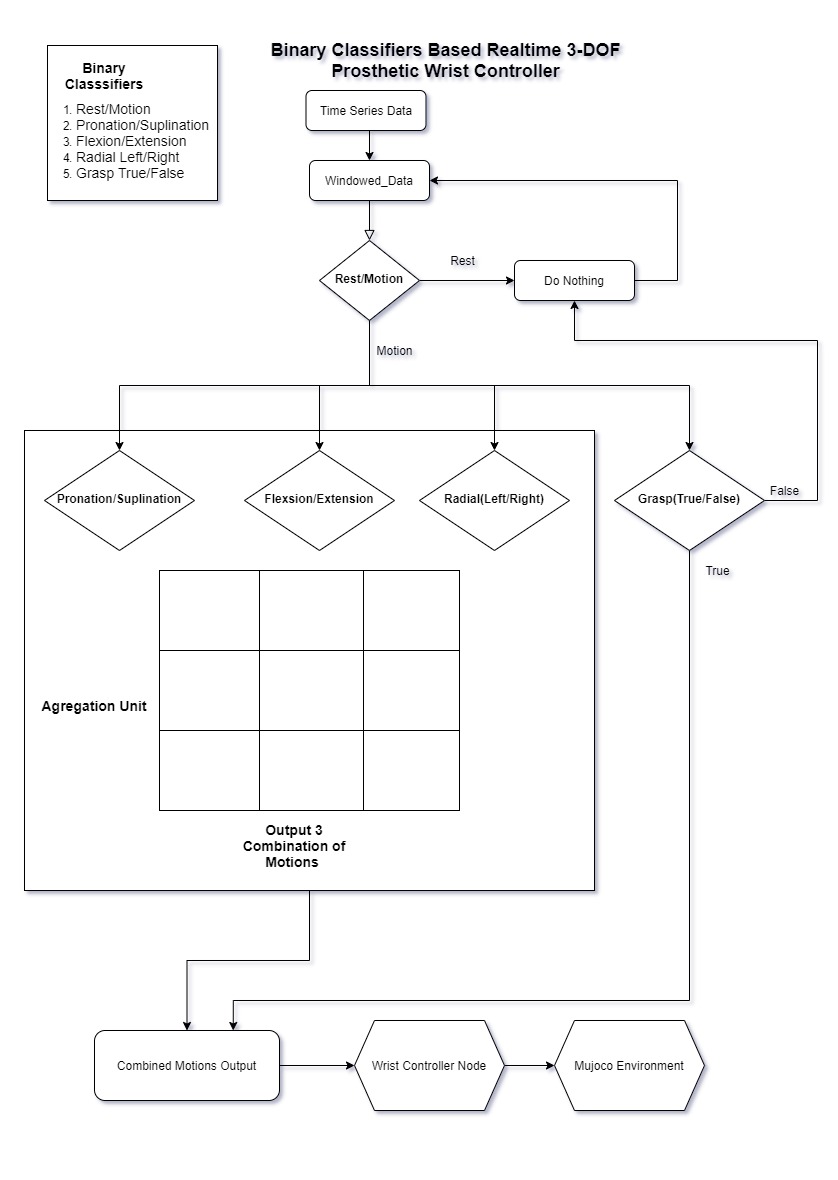 Binary Classifiers Based Realtime 3-DOF
Prosthetic Wrist Controller
Binary
Classsifiers
1. Rest/Motion
2. Pronation/Suplination
3. Flexion/Extension
4. Radial Left/Right
5. Grasp True/False
Time Series Data
Windowed_Data
Rest/Motion
Rest
Do Nothing
Motion
Pronation/Suplination
Flexsion/Extension
Radial(Left/Right)
Grasp(True/False)
False
True
Agregation Unit
Output 3
Combination of
Motions
Combined Motions Output
Wrist Controller Node
Mujoco Environment